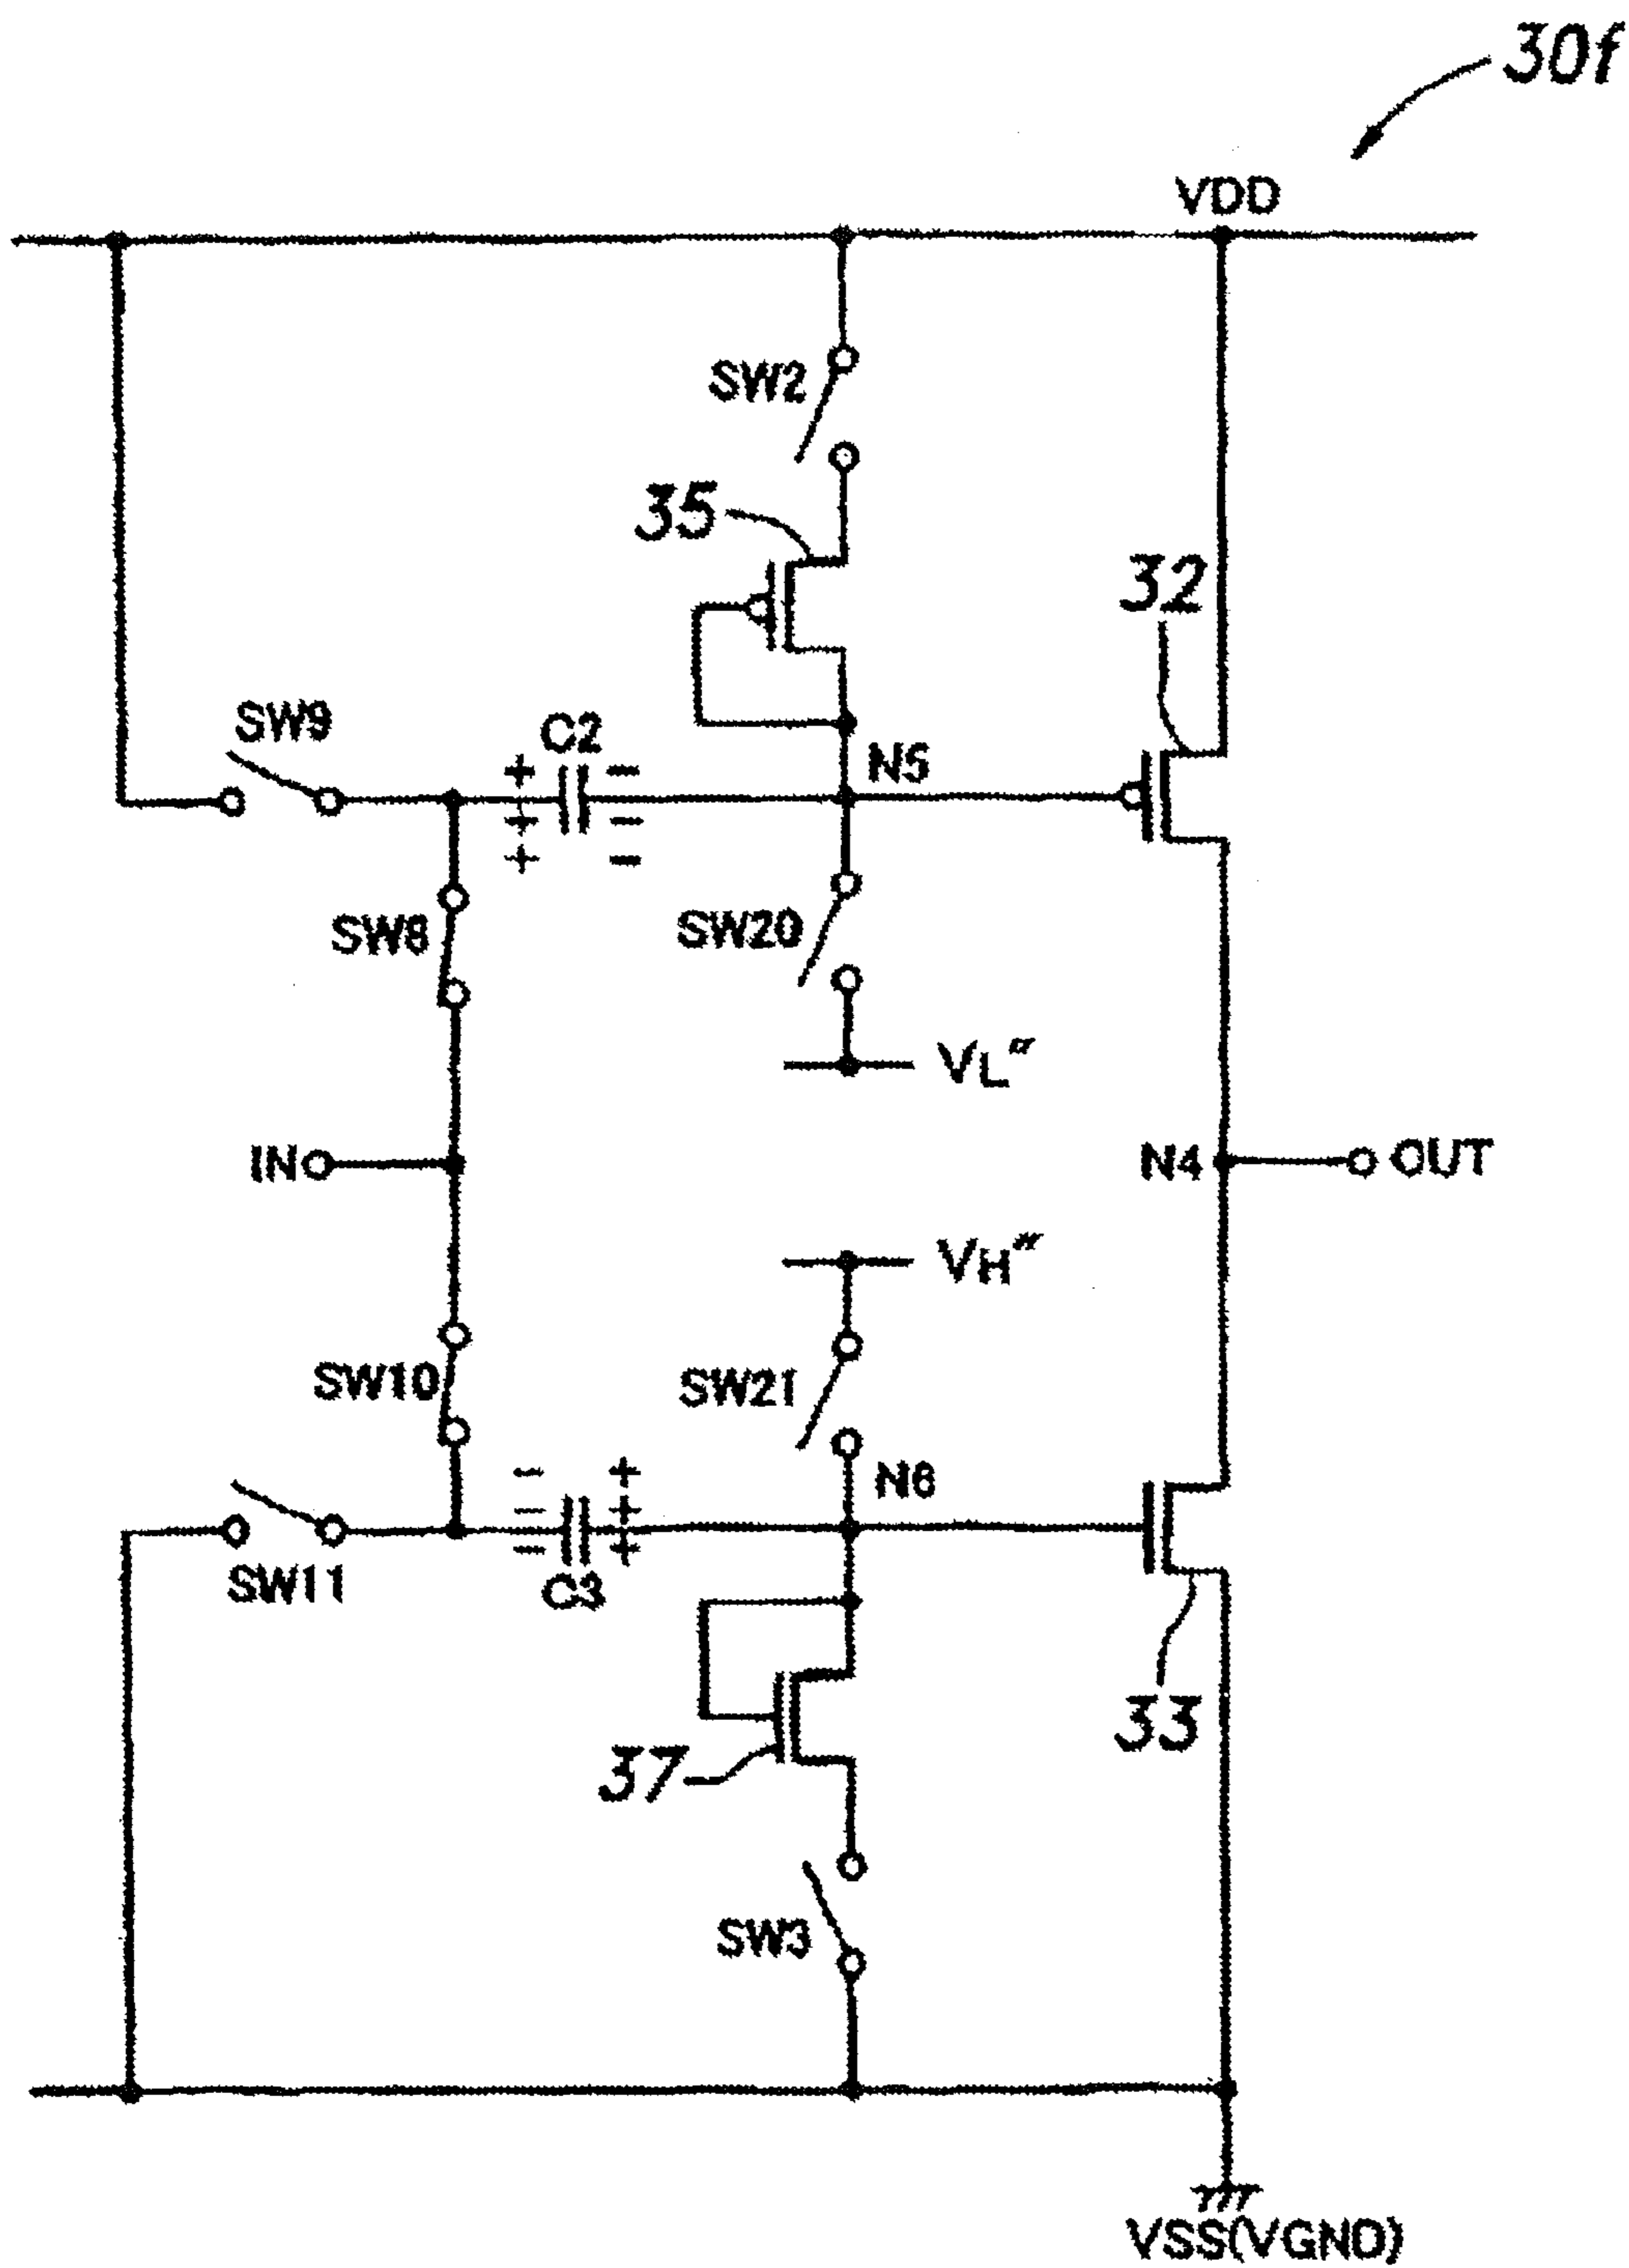 30f
VDD
SW2
35
32
SW9
C2
+ −
N5
+ −
+ −
SW8
SW20
VL"
IN
N4
OUT
VH"
SW10
SW21
N6
− +
− +
− +
SW11
C3
33
37
SW3
VSS(VGND)